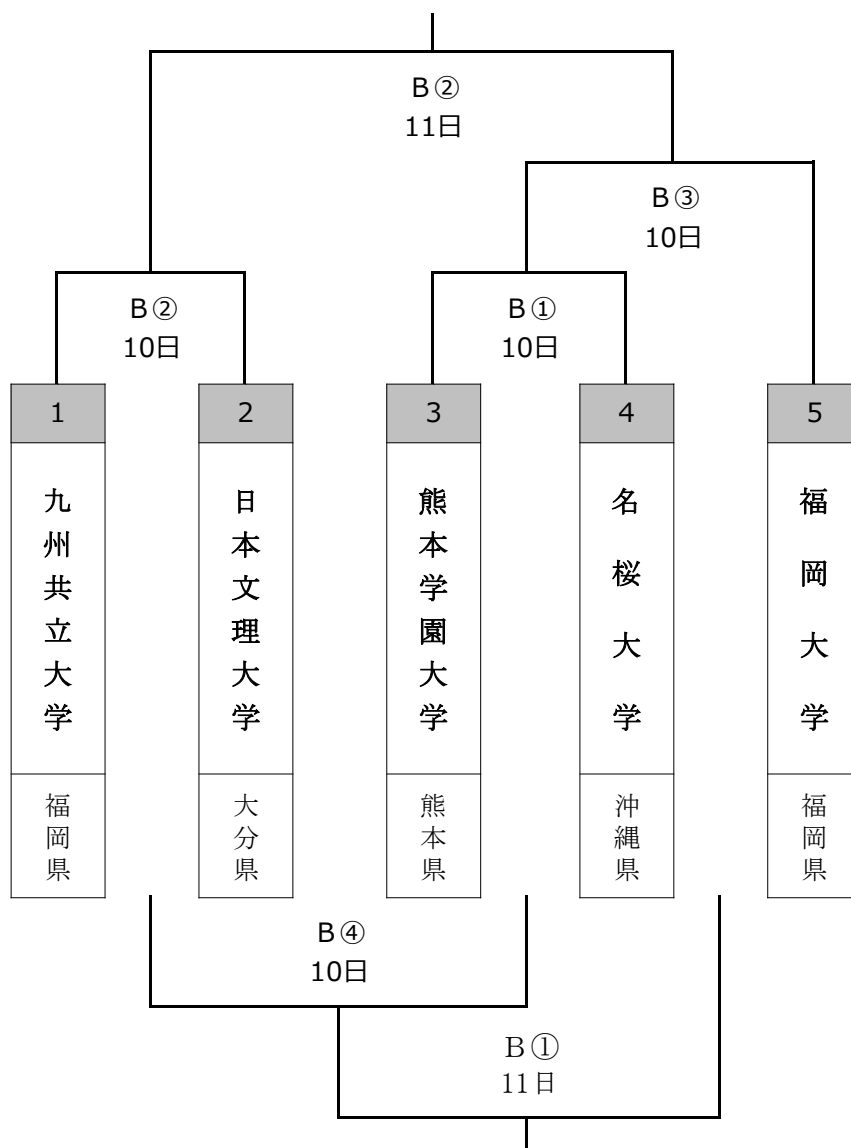 B②
11日
B③
10日
B②
10日
B①
10日
1
2
3
4
5
九州共立大学
日本文理大学
熊本学園大学
名桜大学
福岡大学
福岡県
大分県
熊本県
沖縄県
福岡県
B④
10日
B①
11日